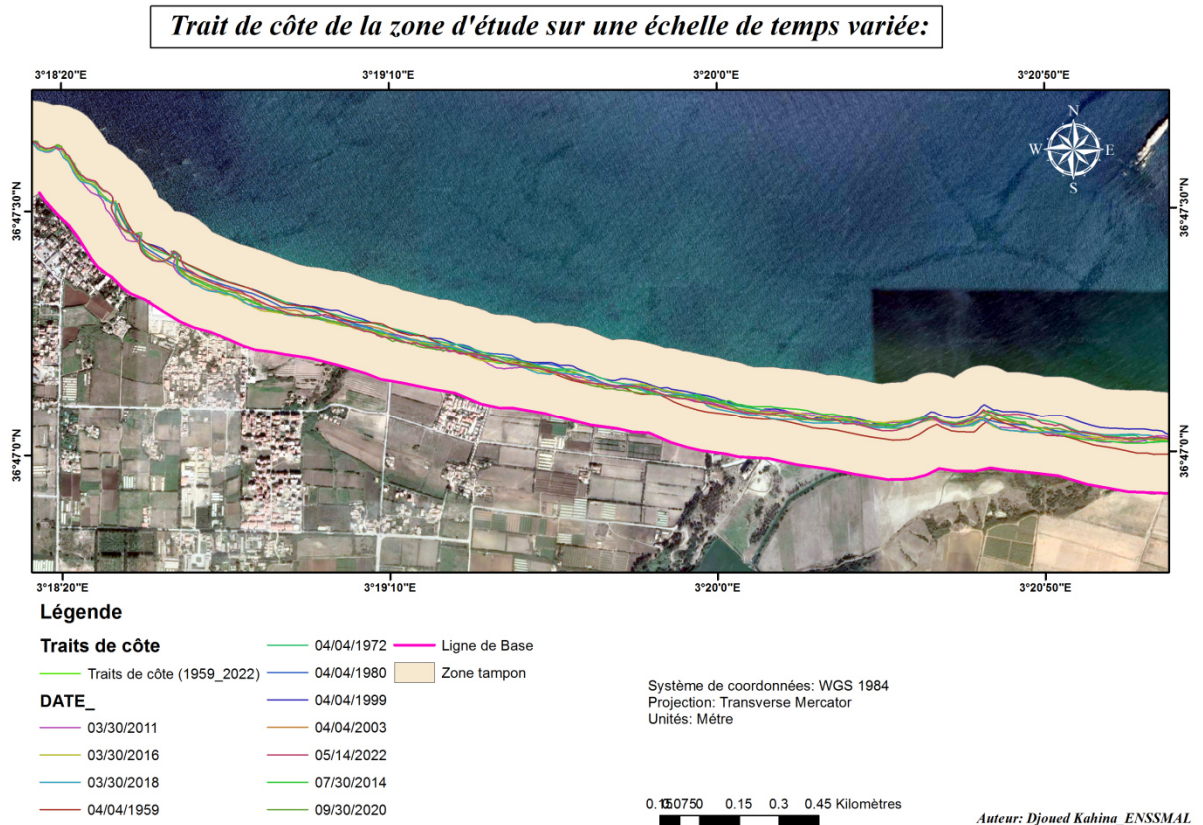 Trait de côte de la zone d'étude sur une échelle de temps variée:
3°18'20"E 3°19'10"E 3°20'0"E 3°20'50"E
N
W E
S
36°47'30"N 36°47'30"N
36°47'0"N 36°47'0"N
3°18'20"E 3°19'10"E 3°20'0"E 3°20'50"E
Légende
Traits de côte
Traits de côte (1959_2022)
DATE_
03/30/2011
03/30/2016
03/30/2018
04/04/1959
04/04/1972
04/04/1980
04/04/1999
04/04/2003
05/14/2022
07/30/2014
09/30/2020
Ligne de Base
Zone tampon
Système de coordonnées: WGS 1984
Projection: Transverse Mercator
Unités: Métre
0.15 0.075 0 0.15 0.3 0.45 Kilomètres
Auteur: Djoued Kahina_ENSSMAL